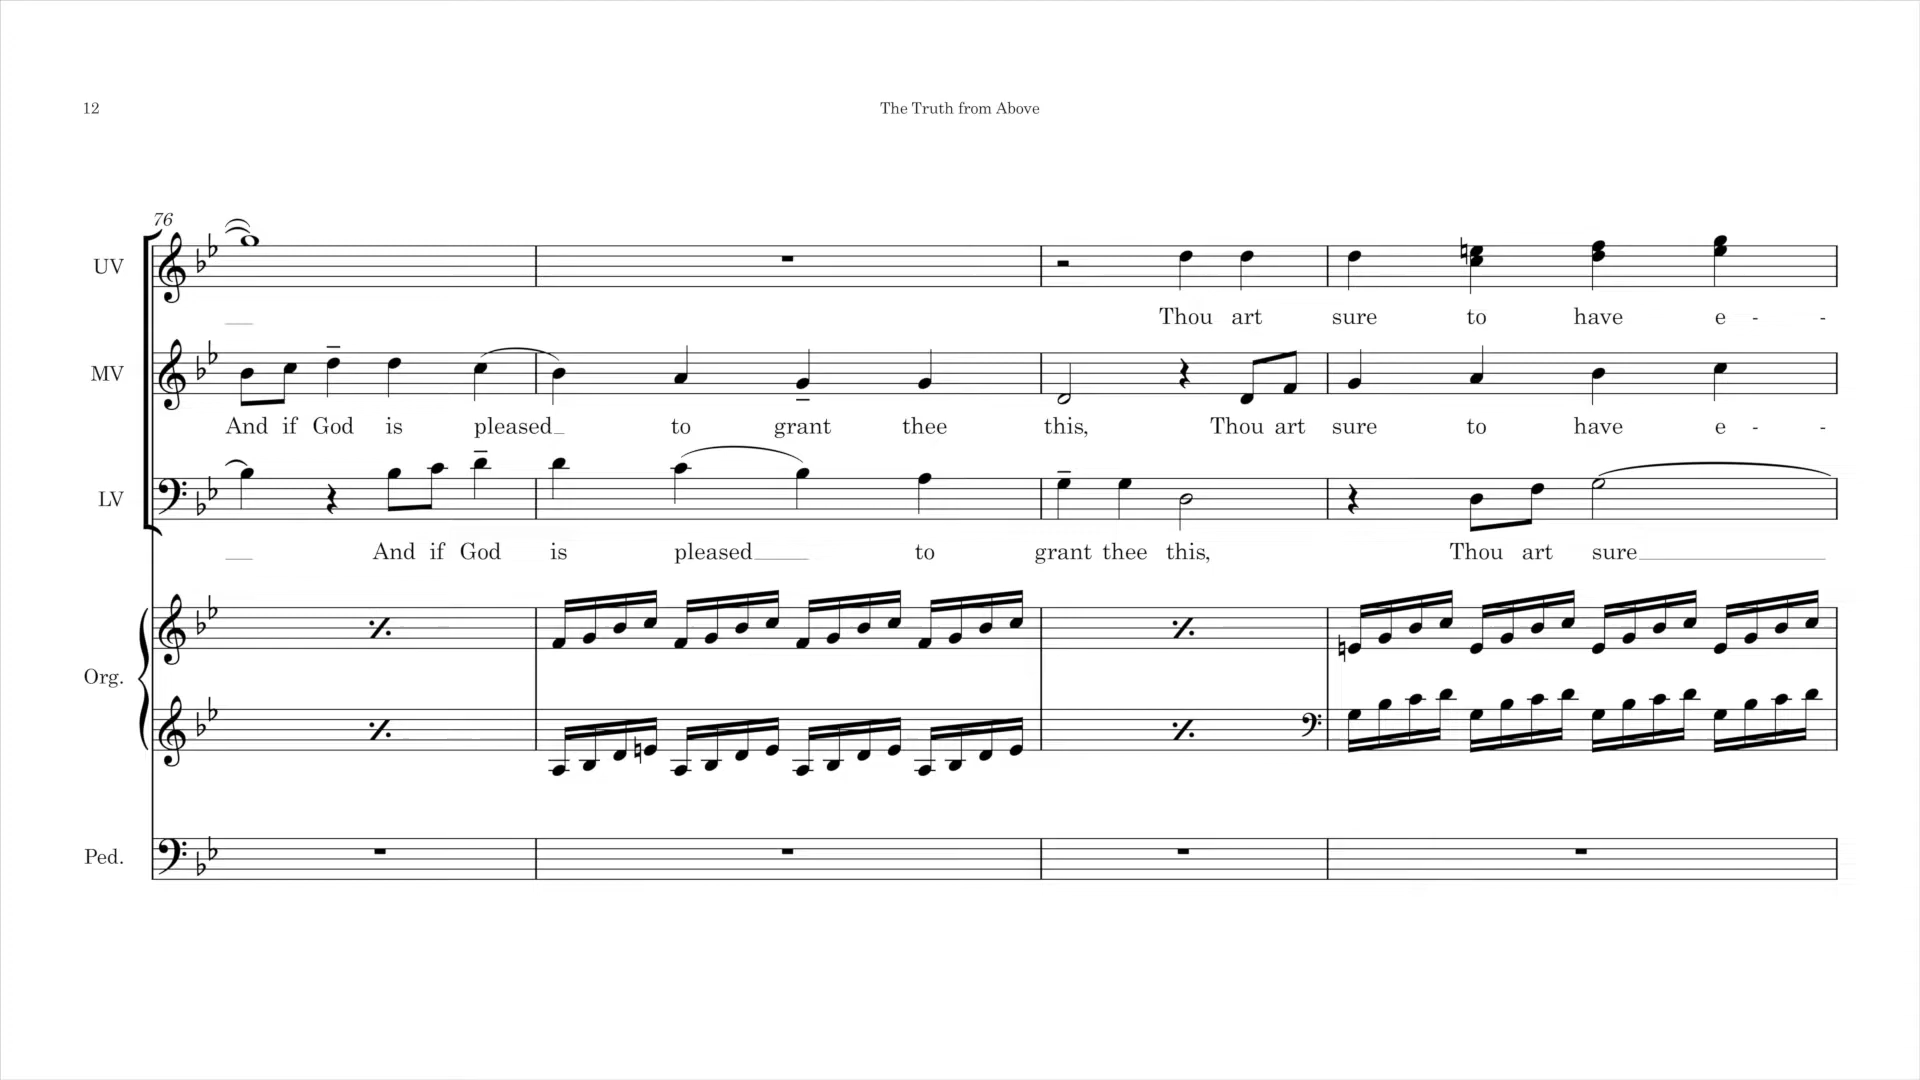 12
The Truth from Above
76
UV
Thou art sure to have e - -
MV
And if God is pleased to grant thee this, Thou art sure to have e - -
LV
And if God is pleased to grant thee this, Thou art sure
Org.
Ped.